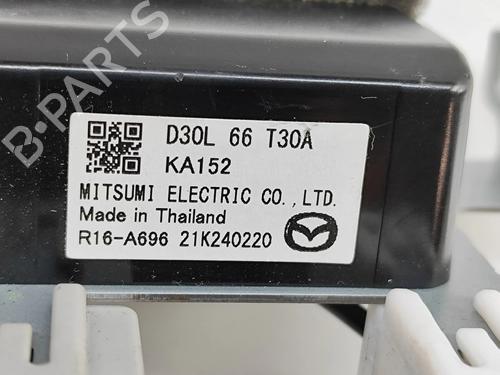 B-PARTS
D30L 66 T30A
KA152
MITSUMI ELECTRIC CO.,LTD.
Made in Thailand
R16-A696 21K240220